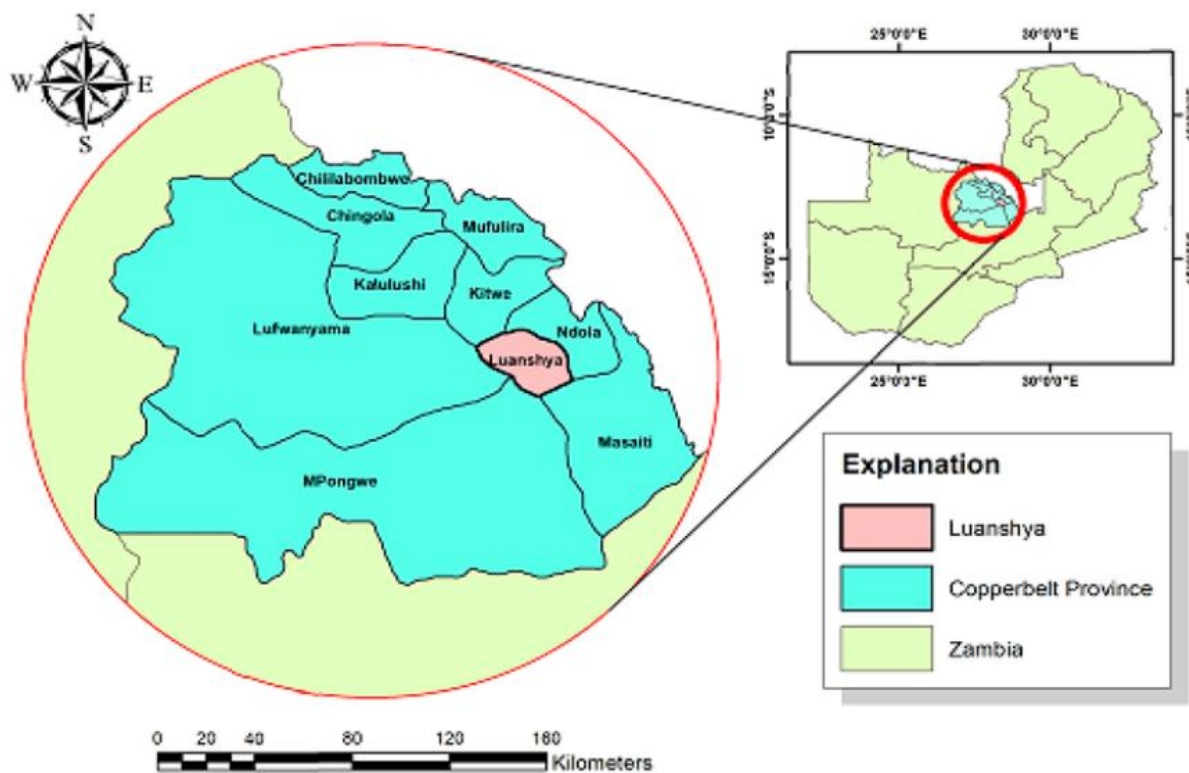 N
W E
S
Chililabombwe
Chingola
Mufulira
Kalulushi
Kitwe
Lufwanyama
Ndola
Luanshya
Masaiti
MPongwe
0 20 40 80 120 160
Kilometers
25°0'0"E 30°0'0"E
10°0'0"S
15°0'0"S
25°0'0"E 30°0'0"E
Explanation
Luanshya
Copperbelt Province
Zambia